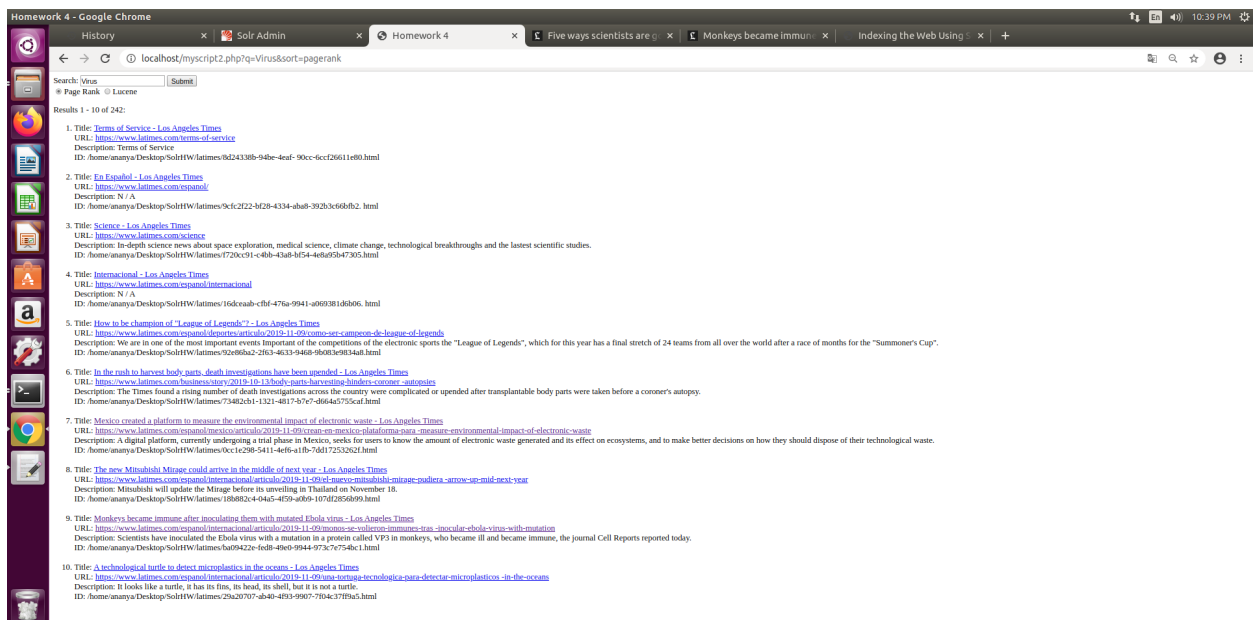 Homework 4 - Google Chrome
En 10:39 PM
History × Solr Admin × Homework 4 × Five ways scientists are g × Monkeys became immune × Indexing the Web Using S × +
localhost/myscript2.php?q=Virus&sort=pagerank
Search: Virus Submit
Page Rank Lucene
Results 1 - 10 of 242:
1. Title: Terms of Service - Los Angeles Times
URL: https://www.latimes.com/terms-of-service
Description: Terms of Service
ID: /home/ananya/Desktop/SolrHW/latimes/8d24338b-94be-4eaf- 90cc-6ccf26611e80.html
2. Title: En Español - Los Angeles Times
URL: https://www.latimes.com/espanol/
Description: N / A
ID: /home/ananya/Desktop/SolrHW/latimes/9cfc2f22-bf28-4334-aba8-392b3c66bfb2. html
3. Title: Science - Los Angeles Times
URL: https://www.latimes.com/science
Description: In-depth science news about space exploration, medical science, climate change, technological breakthroughs and the lastest scientific studies.
ID: /home/ananya/Desktop/SolrHW/latimes/f720cc91-c4bb-43a8-bf54-4e8a95b47305.html
4. Title: Internacional - Los Angeles Times
URL: https://www.latimes.com/espanol/internacional
Description: N / A
ID: /home/ananya/Desktop/SolrHW/latimes/16dceaab-cfbf-476a-9941-a069381d6b06. html
5. Title: How to be champion of "League of Legends"? - Los Angeles Times
URL: https://www.latimes.com/espanol/deportes/articulo/2019-11-09/como-ser-campeon-de-league-of-legends
Description: We are in one of the most important events Important of the competitions of the electronic sports the "League of Legends", which for this year has a final stretch of 24 teams from all over the world after a race of months for the "Summoner's Cup".
ID: /home/ananya/Desktop/SolrHW/latimes/92e86ba2-2f63-4633-9468-9b083e9834a8.html
6. Title: In the rush to harvest body parts, death investigations have been upended - Los Angeles Times
URL: https://www.latimes.com/business/story/2019-10-13/body-parts-harvesting-hinders-coroner -autopsies
Description: The Times found a rising number of death investigations across the country were complicated or upended after transplantable body parts were taken before a coroner's autopsy.
ID: /home/ananya/Desktop/SolrHW/latimes/73482cb1-1321-4817-b7e7-d664a5755caf.html
7. Title: Mexico created a platform to measure the environmental impact of electronic waste - Los Angeles Times
URL: https://www.latimes.com/espanol/mexico/articulo/2019-11-09/crean-en-mexico-plataforma-para -measure-environmental-impact-of-electronic-waste
Description: A digital platform, currently undergoing a trial phase in Mexico, seeks for users to know the amount of electronic waste generated and its effect on ecosystems, and to make better decisions on how they should dispose of their technological waste.
ID: /home/ananya/Desktop/SolrHW/latimes/0cc1e298-5411-4ef6-a1fb-7dd17253262f.html
8. Title: The new Mitsubishi Mirage could arrive in the middle of next year - Los Angeles Times
URL: https://www.latimes.com/espanol/internacional/articulo/2019-11-09/el-nuevo-mitsubishi-mirage-pudiera -arrow-up-mid-next-year
Description: Mitsubishi will update the Mirage before its unveiling in Thailand on November 18.
ID: /home/ananya/Desktop/SolrHW/latimes/18b882c4-04a5-4f59-a0b9-107df2856b99.html
9. Title: Monkeys became immune after inoculating them with mutated Ebola virus - Los Angeles Times
URL: https://www.latimes.com/espanol/internacional/articulo/2019-11-09/monos-se-volieron-immunes-tras -inocular-ebola-virus-with-mutation
Description: Scientists have inoculated the Ebola virus with a mutation in a protein called VP3 in monkeys, who became ill and became immune, the journal Cell Reports reported today.
ID: /home/ananya/Desktop/SolrHW/latimes/ba09422e-fed8-49e0-9944-973c7e754bc1.html
10. Title: A technological turtle to detect microplastics in the oceans - Los Angeles Times
URL: https://www.latimes.com/espanol/internacional/articulo/2019-11-09/una-tortuga-tecnologica-para-detectar-microplasticos -in-the-oceans
Description: It looks like a turtle, it has its fins, its head, its shell, but it is not a turtle.
ID: /home/ananya/Desktop/SolrHW/latimes/29a20707-ab40-4f93-9907-7f04c37ff9a5.html